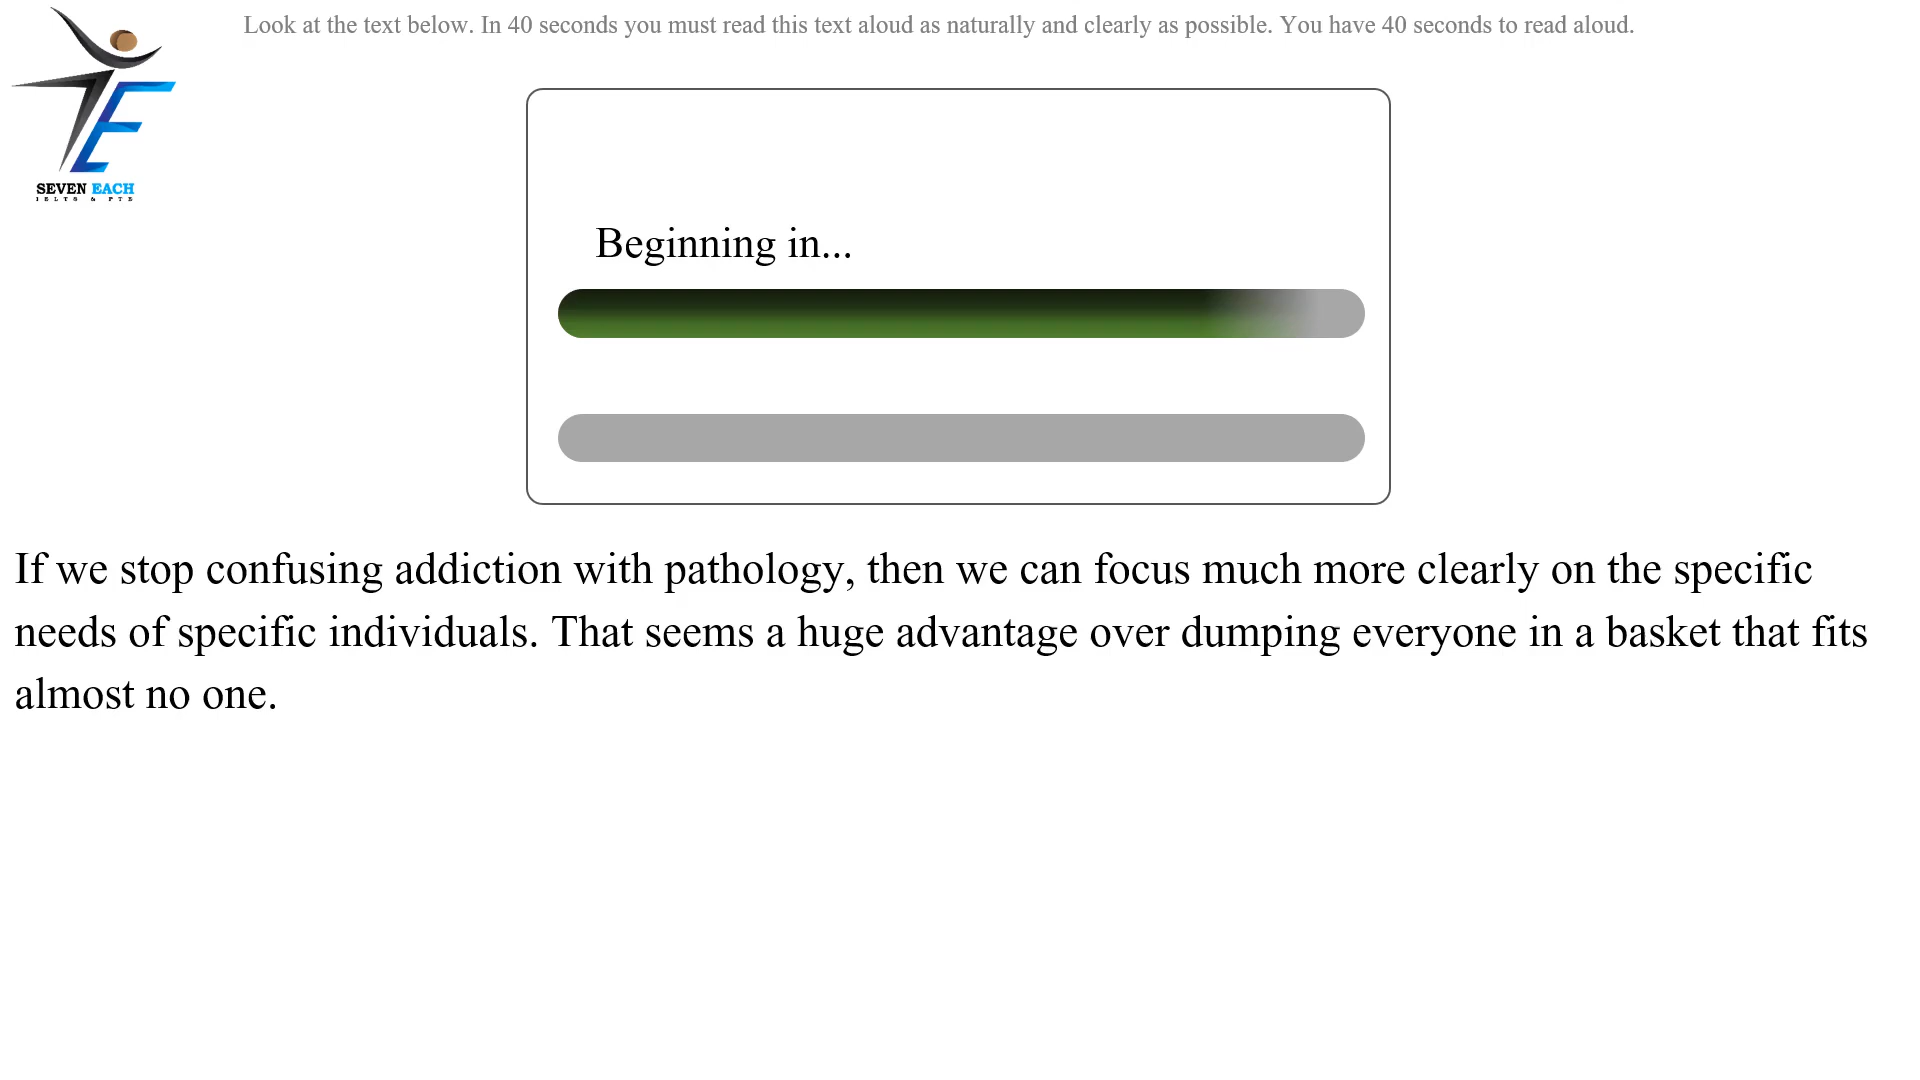 Look at the text below. In 40 seconds you must read this text aloud as naturally and clearly as possible. You have 40 seconds to read aloud.
SEVEN EACH
IELTS & PTE
Beginning in...
If we stop confusing addiction with pathology, then we can focus much more clearly on the specific
needs of specific individuals. That seems a huge advantage over dumping everyone in a basket that fits
almost no one.